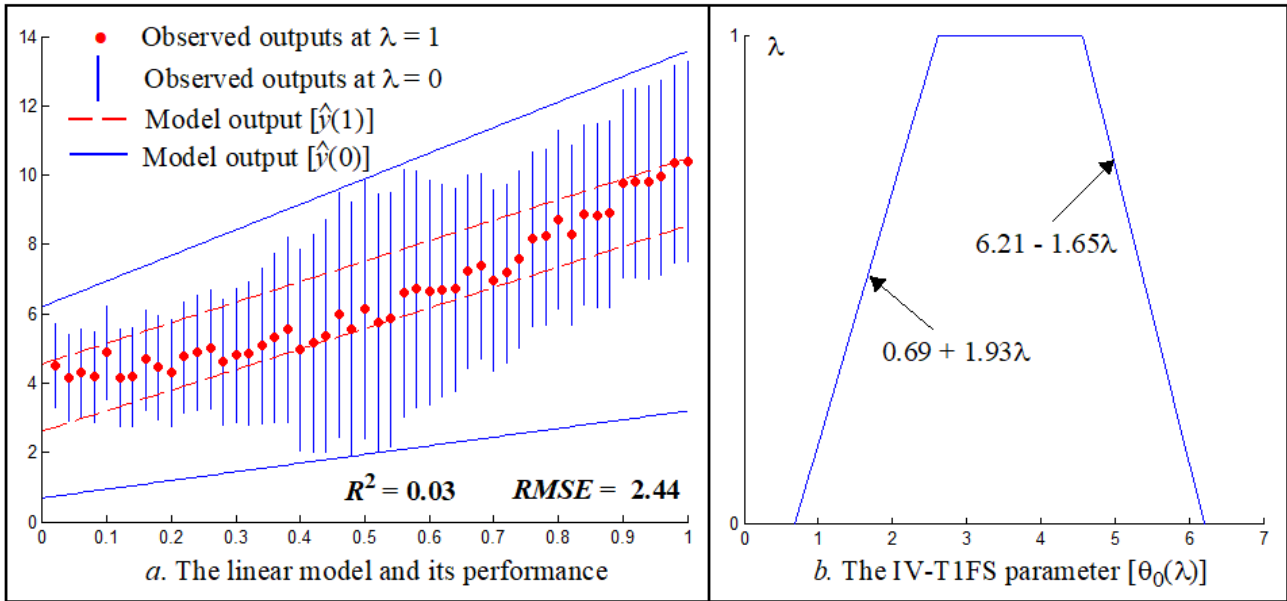 14
12
10
8
6
4
2
0
Observed outputs at λ = 1
Observed outputs at λ = 0
Model output [ŷ(1)]
Model output [ŷ(0)]
R² = 0.03 RMSE = 2.44
0 0.1 0.2 0.3 0.4 0.5 0.6 0.7 0.8 0.9 1
a. The linear model and its performance
1
λ
6.21 - 1.65λ
0.69 + 1.93λ
0
0 1 2 3 4 5 6 7
b. The IV-T1FS parameter [θ₀(λ)]